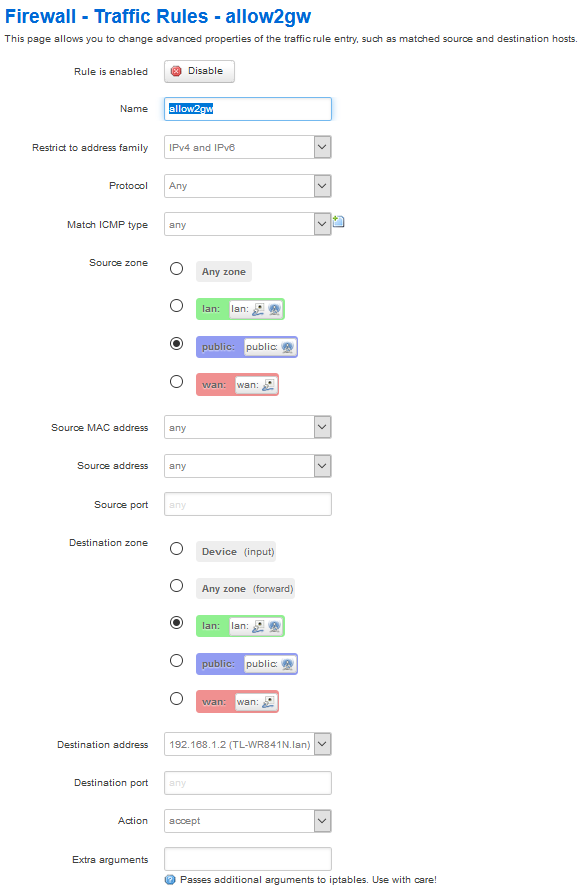 Firewall - Traffic Rules - allow2gw
This page allows you to change advanced properties of the traffic rule entry, such as matched source and destination hosts.
Rule is enabled Disable
Name allow2gw
Restrict to address family IPv4 and IPv6
Protocol Any
Match ICMP type any
Source zone
Any zone
lan: lan:
public: public:
wan: wan:
Source MAC address any
Source address any
Source port any
Destination zone
Device (input)
Any zone (forward)
lan: lan:
public: public:
wan: wan:
Destination address 192.168.1.2 (TL-WR841N.lan)
Destination port any
Action accept
Extra arguments
Passes additional arguments to iptables. Use with care!